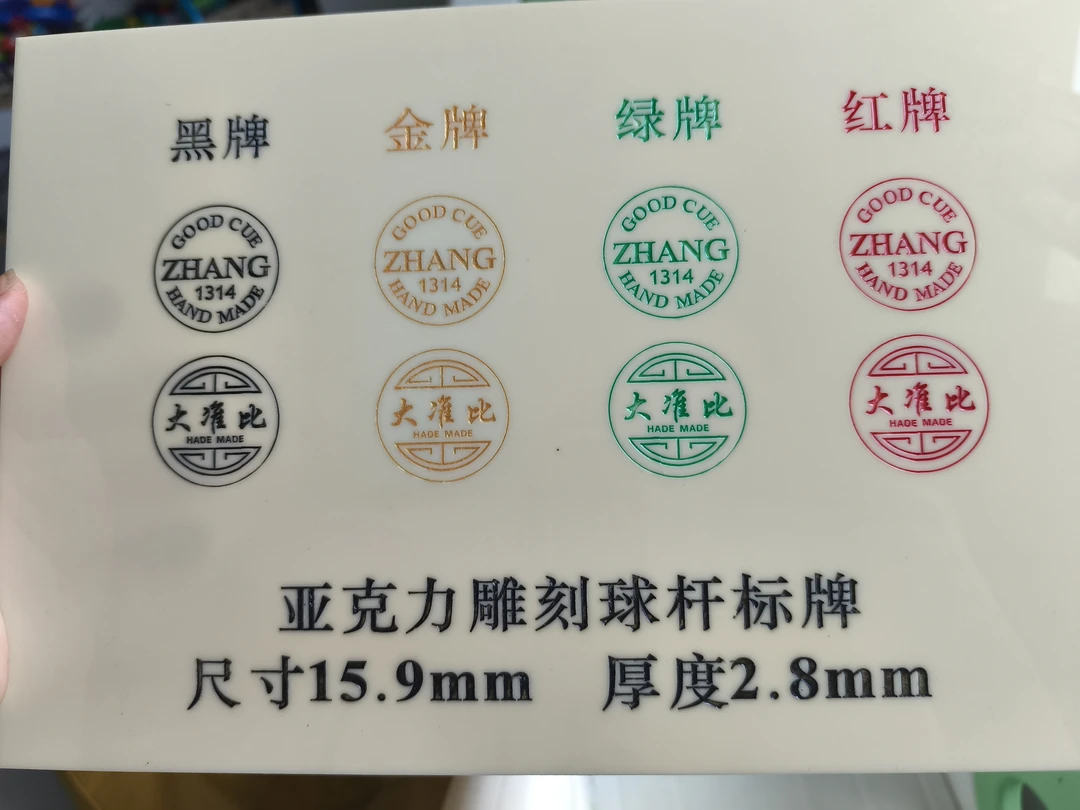 黑牌 金牌 绿牌 红牌
GOOD CUE GOOD CUE GOOD CUE GOOD CUE
ZHANG ZHANG ZHANG ZHANG
1314 1314 1314 1314
HAND MADE HAND MADE HAND MADE HAND MADE
大准比 大准比 大准比 大准比
HADE MADE HADE MADE HADE MADE HADE MADE
亚克力雕刻球杆标牌
尺寸15.9mm 厚度2.8mm